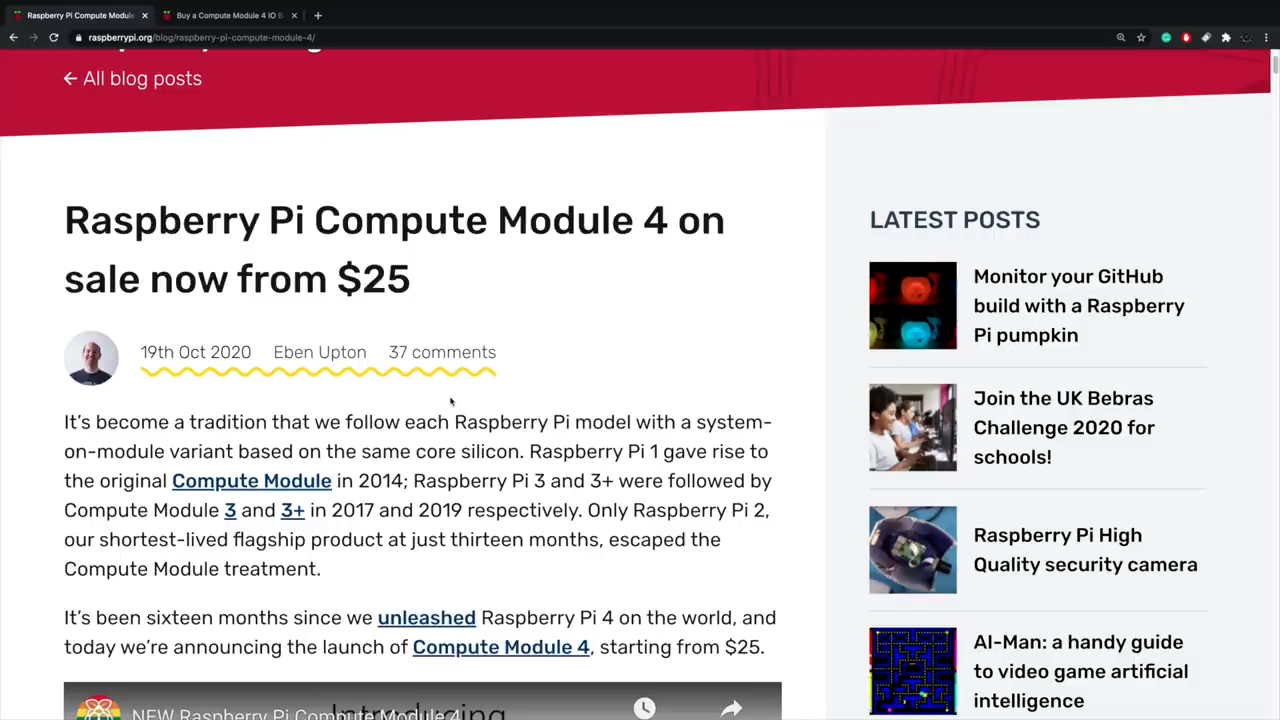 Raspberry Pi Compute Module
Buy a Compute Module 4 IO B
raspberrypi.org/blog/raspberry-pi-compute-module-4/
All blog posts
Raspberry Pi Compute Module 4 on
sale now from $25
19th Oct 2020 Eben Upton 37 comments
It's become a tradition that we follow each Raspberry Pi model with a system-
on-module variant based on the same core silicon. Raspberry Pi 1 gave rise to
the original Compute Module in 2014; Raspberry Pi 3 and 3+ were followed by
Compute Module 3 and 3+ in 2017 and 2019 respectively. Only Raspberry Pi 2,
our shortest-lived flagship product at just thirteen months, escaped the
Compute Module treatment.
It's been sixteen months since we unleashed Raspberry Pi 4 on the world, and
today we're announcing the launch of Compute Module 4, starting from $25.
NEW Raspberry Pi Compute Module 4
Introducing
LATEST POSTS
Monitor your GitHub
build with a Raspberry
Pi pumpkin
Join the UK Bebras
Challenge 2020 for
schools!
Raspberry Pi High
Quality security camera
AI-Man: a handy guide
to video game artificial
intelligence